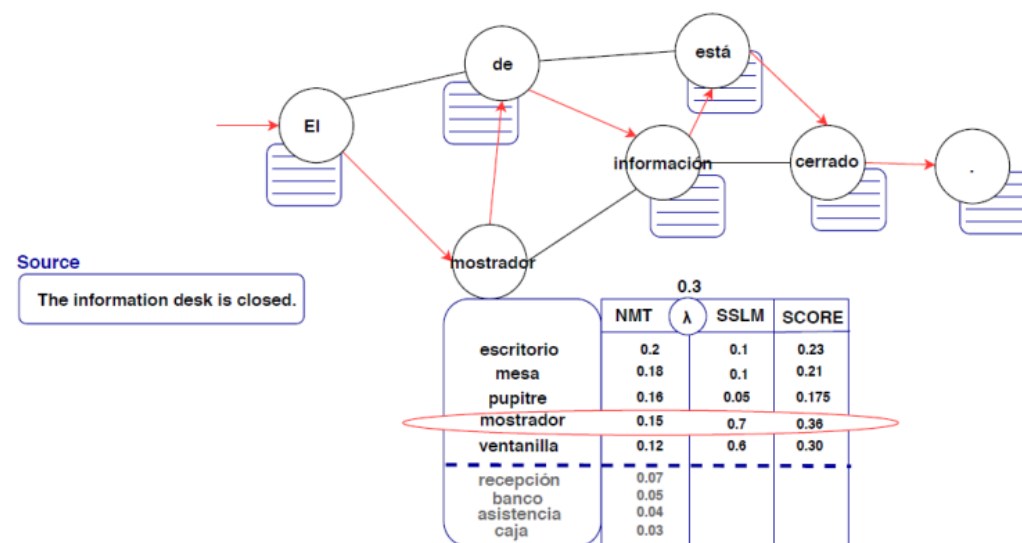 está
de
El
información
cerrado
.
mostrador
Source
The information desk is closed.
0.3
NMT λ SSLM SCORE
escritorio 0.2 0.1 0.23
mesa 0.18 0.1 0.21
pupitre 0.16 0.05 0.175
mostrador 0.15 0.7 0.36
ventanilla 0.12 0.6 0.30
recepción 0.07
banco 0.05
asistencia 0.04
caja 0.03